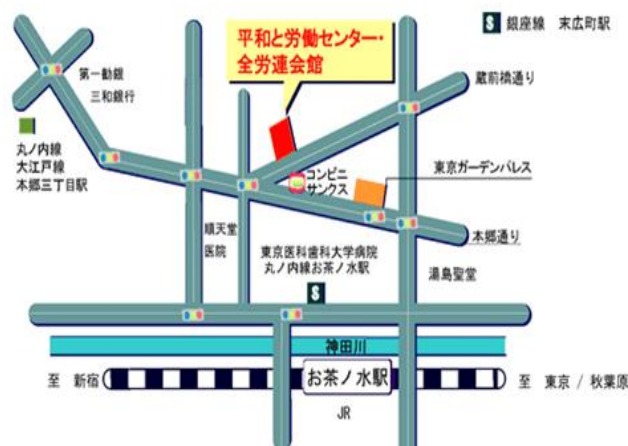 S
銀座線 末広町駅
平和と労働センター・
全労連会館
蔵前橋通り
第一勧銀
三和銀行
丸ノ内線
大江戸線
本郷三丁目駅
コンビニ
サンクス
東京ガーデンパレス
順天堂
医院
東京医科歯科大学病院
丸ノ内線お茶ノ水駅
S
本郷通り
湯島聖堂
神田川
至 新宿
お茶ノ水駅
至 東京 / 秋葉原
JR